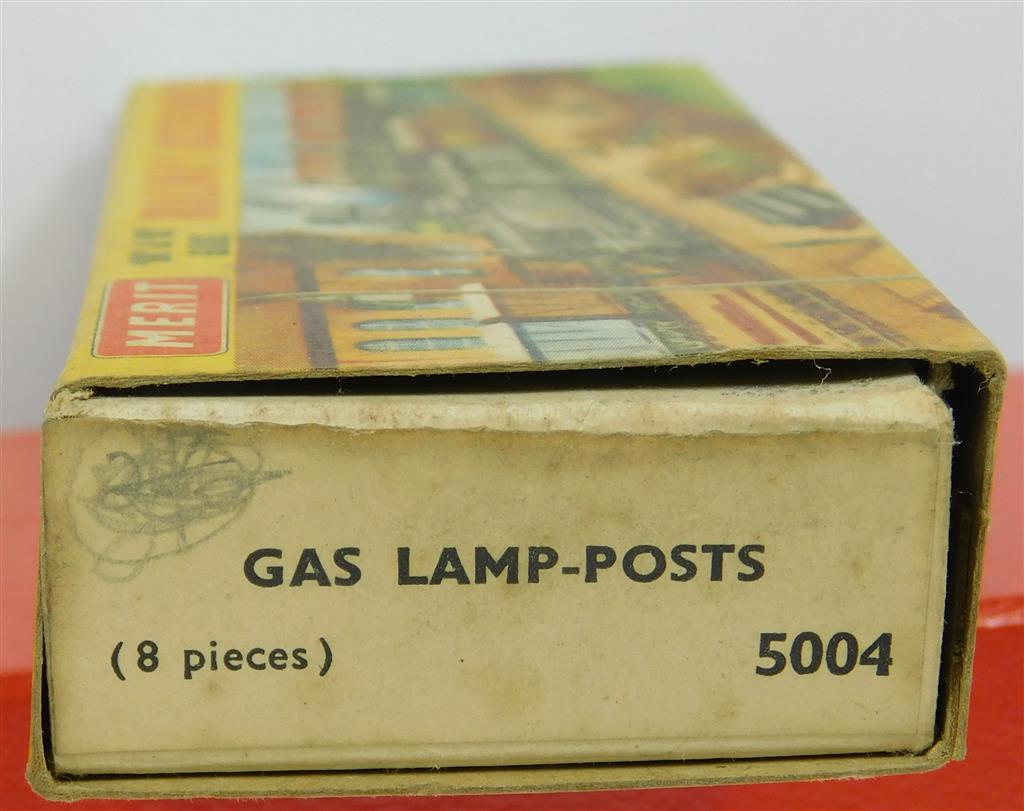 MERIT
GAS LAMP-POSTS
(8 pieces)
5004